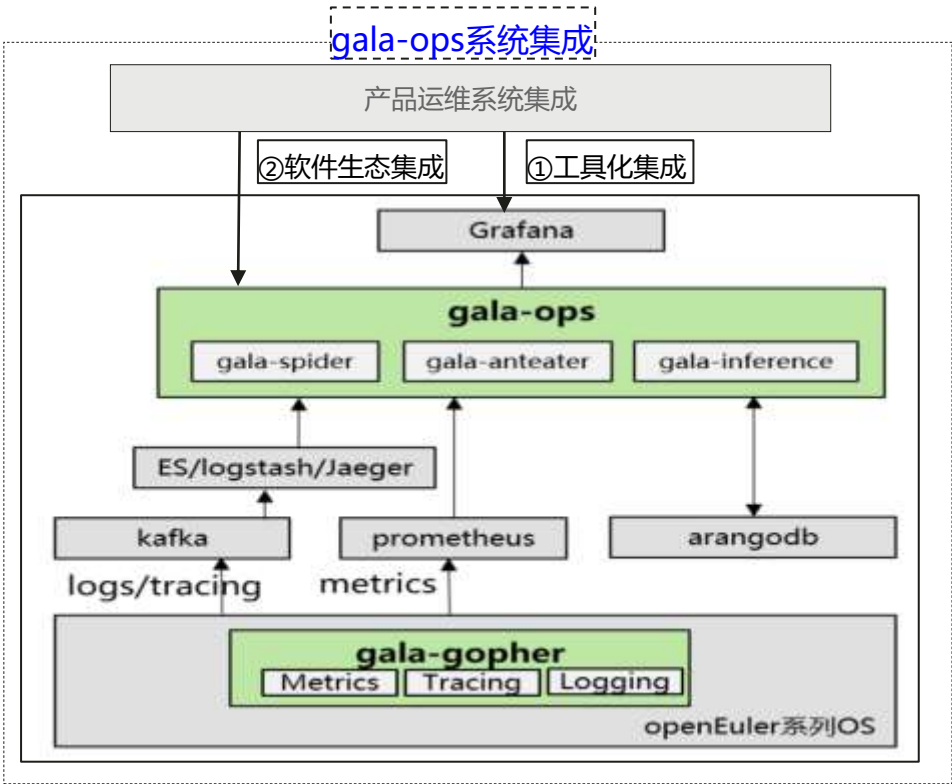 gala-ops系统集成
产品运维系统集成
②软件生态集成
①工具化集成
Grafana
gala-ops
gala-spider
gala-anteater
gala-inference
ES/logstash/Jaeger
kafka
prometheus
arangodb
logs/tracing
metrics
gala-gopher
Metrics
Tracing
Logging
openEuler系列OS